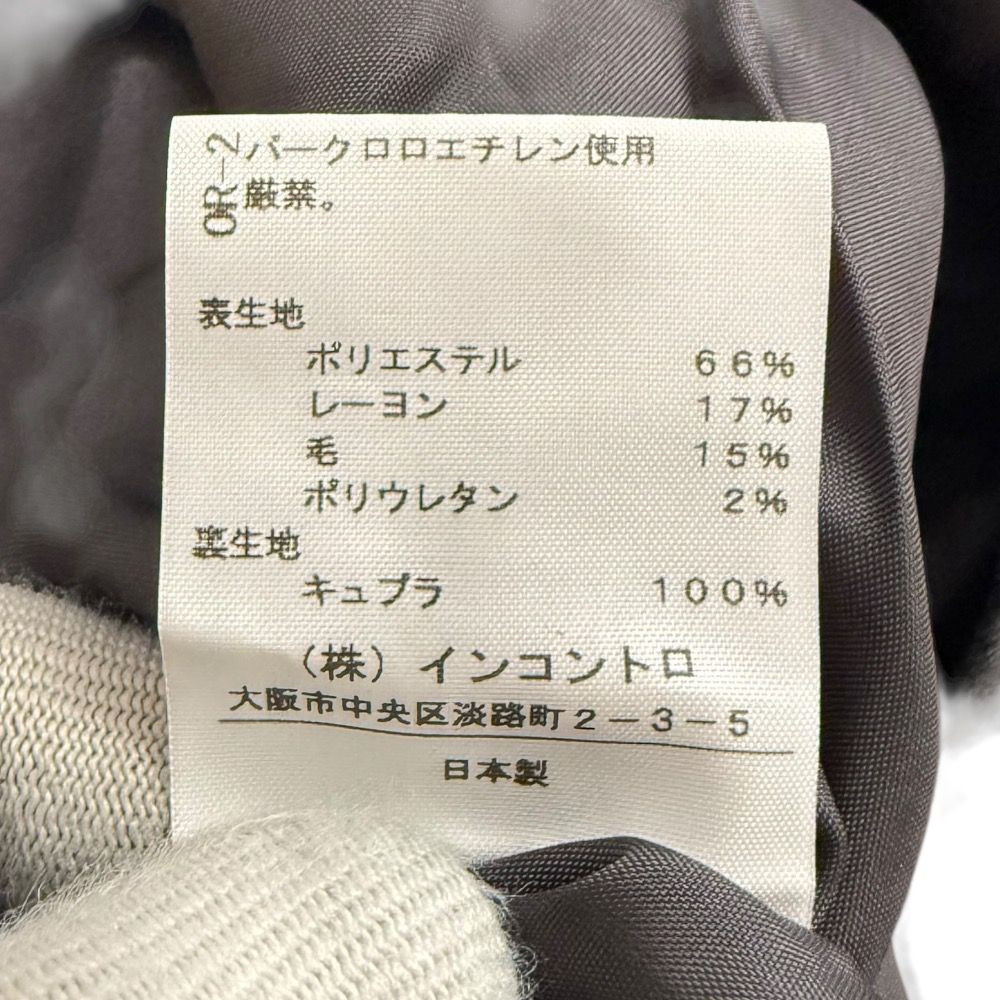 OR-2
パークロロエチレン使用
厳禁。
表生地
ポリエステル 66%
レーヨン 17%
毛 15%
ポリウレタン 2%
裏生地
キュプラ 100%
(株)インコントロ
大阪市中央区淡路町2-3-5
日本製